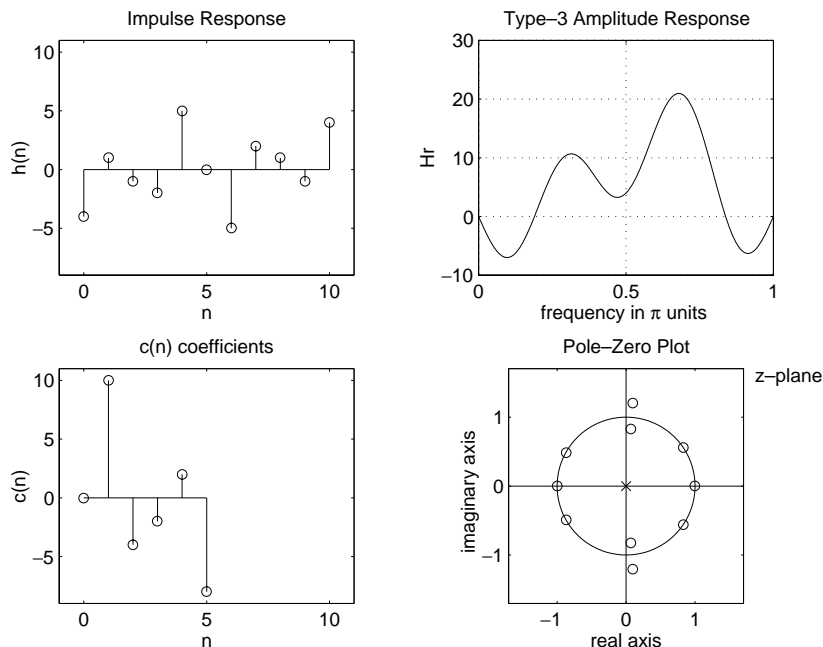 Impulse Response
10
5
0
−5
h(n)
0 5 10
n
Type−3 Amplitude Response
30
20
10
0
−10
Hr
0 0.5 1
frequency in π units
c(n) coefficients
10
5
0
−5
c(n)
0 5 10
n
Pole−Zero Plot
z−plane
1
0
−1
imaginary axis
−1 0 1
real axis